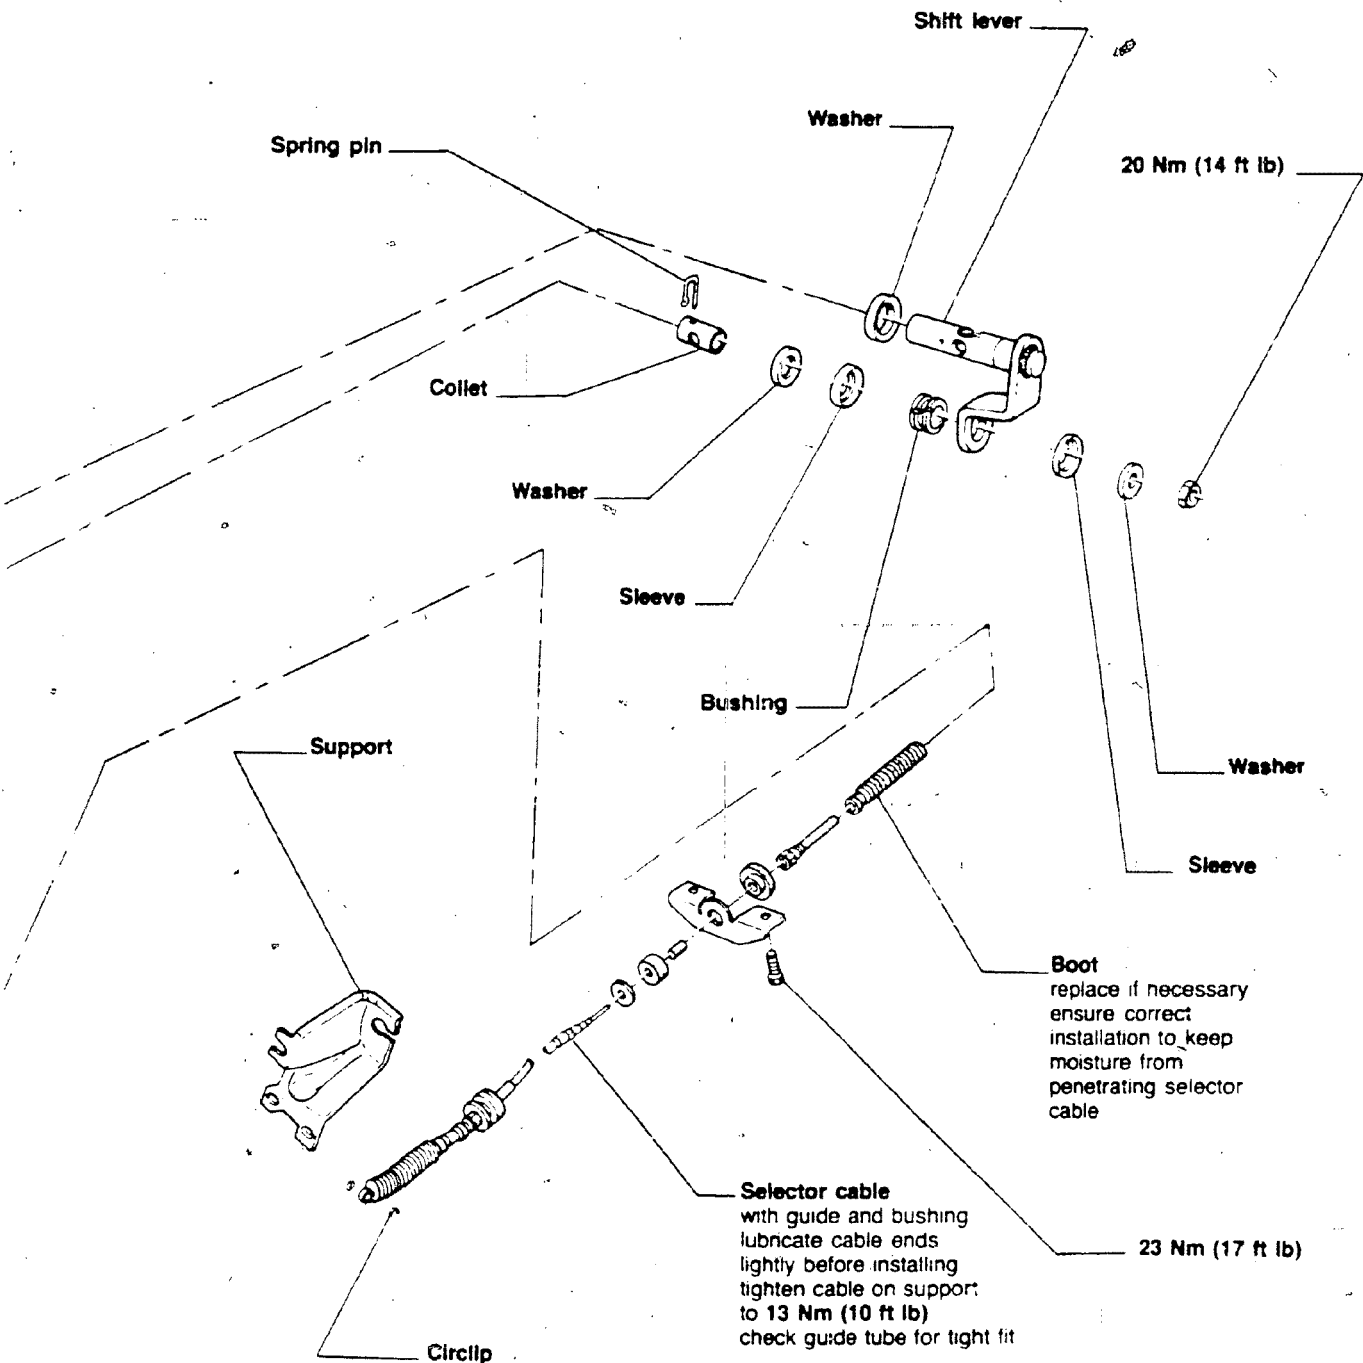 Shift lever
Washer
Spring pin
20 Nm (14 ft lb)
Collet
Washer
Sleeve
Bushing
Support
Washer
Sleeve
Boot
replace if necessary
ensure correct
installation to keep
moisture from
penetrating selector
cable
Selector cable
with guide and bushing
lubricate cable ends
lightly before installing
tighten cable on support
to 13 Nm (10 ft lb)
check guide tube for tight fit
23 Nm (17 ft lb)
Circlip